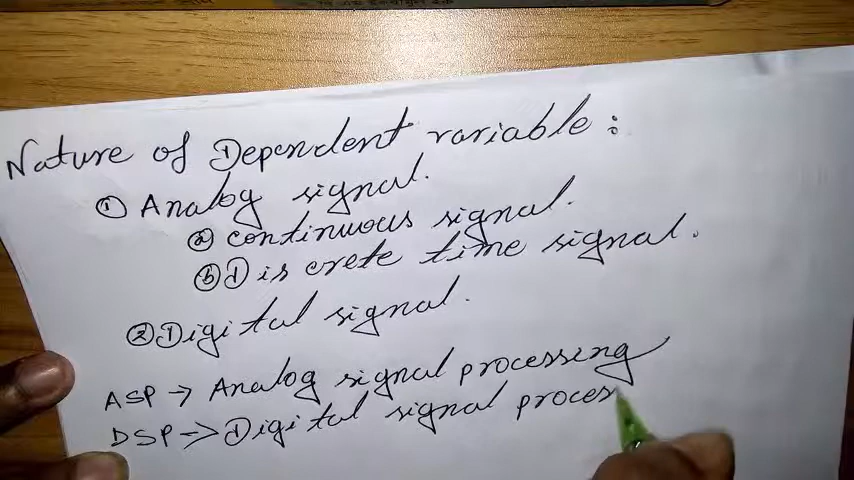 Nature of Dependent variable :
① Analog signal.
ⓐ continuous signal.
ⓑ Discrete time signal.
② Digital signal.
ASP → Analog signal processing
DSP → Digital signal proces